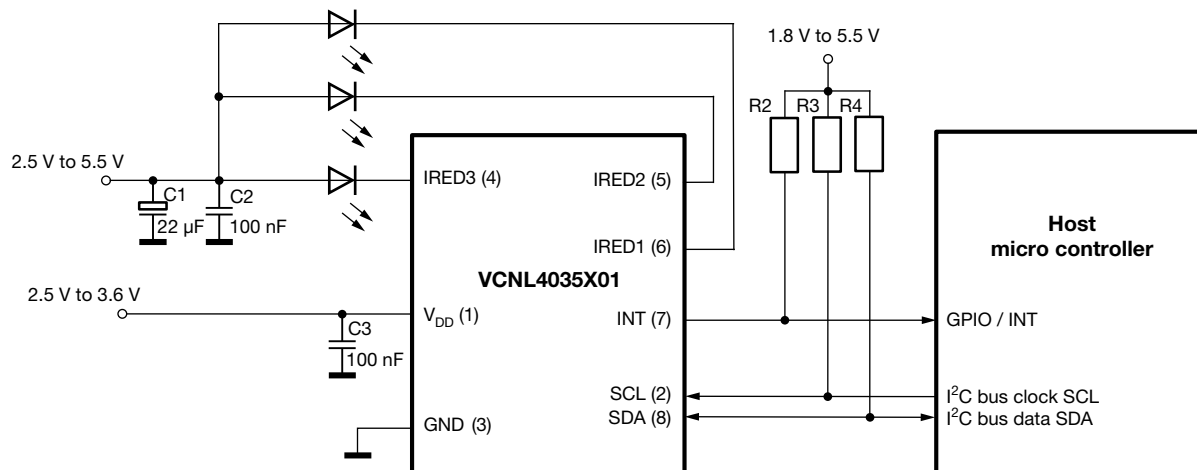 1.8 V to 5.5 V
R2 R3 R4
2.5 V to 5.5 V
C1
22 µF
C2
100 nF
IRED3 (4)
IRED2 (5)
IRED1 (6)
VCNL4035X01
Host
micro controller
2.5 V to 3.6 V
C3
100 nF
V_DD (1)
INT (7)
GPIO / INT
SCL (2)
I²C bus clock SCL
SDA (8)
I²C bus data SDA
GND (3)